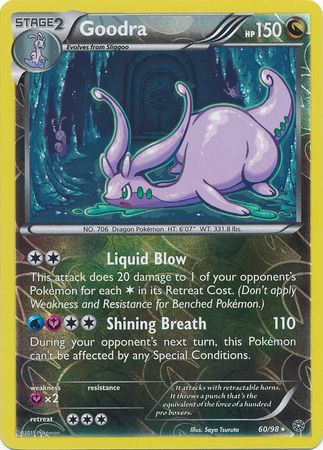 STAGE2
Goodra
HP150
Evolves from Sliggoo
NO. 706 Dragon Pokémon HT: 6'07" WT: 331.8 lbs.
Liquid Blow
This attack does 20 damage to 1 of your opponent's
Pokémon for each in its Retreat Cost. (Don't apply
Weakness and Resistance for Benched Pokémon.)
Shining Breath 110
During your opponent's next turn, this Pokémon
can't be affected by any Special Conditions.
weakness resistance
×2
retreat
It attacks with retractable horns.
It throws a punch that's the
equivalent of the force of a hundred
pro boxers.
©2015 Pokémon
Illus. Saya Tsuruta
60/98